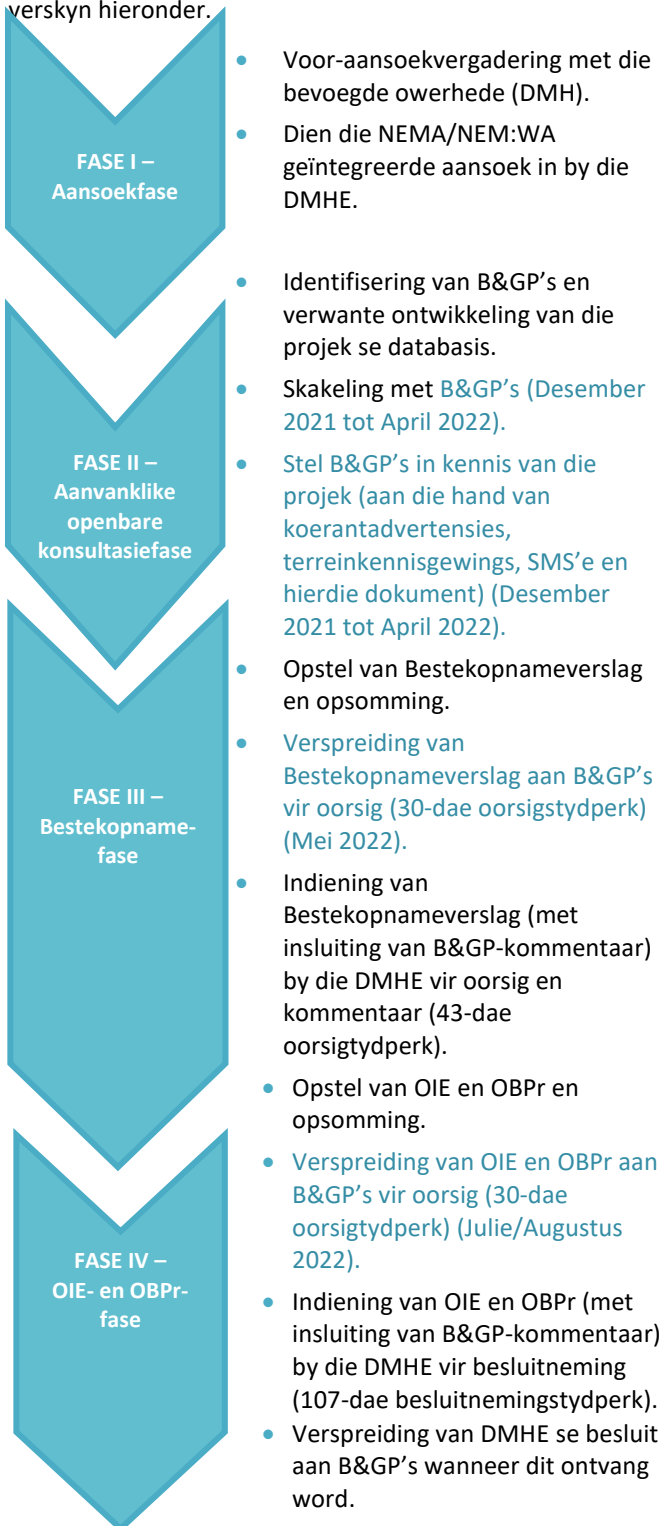 verskyn hieronder.
FASE I –
Aansoekfase
• Voor-aansoekvergadering met die
bevoegde owerhede (DMH).
• Dien die NEMA/NEM:WA
geïntegreerde aansoek in by die
DMHE.
FASE II –
Aanvanklike
openbare
konsultasiefase
• Identifisering van B&GP’s en
verwante ontwikkeling van die
projek se databasis.
• Skakeling met B&GP’s (Desember
2021 tot April 2022).
• Stel B&GP’s in kennis van die
projek (aan die hand van
koerantadvertensies,
terreinkennisgewings, SMS’e en
hierdie dokument) (Desember
2021 tot April 2022).
FASE III –
Bestekopname-
fase
• Opstel van Bestekopnameverslag
en opsomming.
• Verspreiding van
Bestekopnameverslag aan B&GP’s
vir oorsig (30-dae oorsigstydperk)
(Mei 2022).
• Indiening van
Bestekopnameverslag (met
insluiting van B&GP-kommentaar)
by die DMHE vir oorsig en
kommentaar (43-dae
oorsigtydperk).
FASE IV –
OIE- en OBPr-
fase
• Opstel van OIE en OBPr en
opsomming.
• Verspreiding van OIE en OBPr aan
B&GP’s vir oorsig (30-dae
oorsigtydperk) (Julie/Augustus
2022).
• Indiening van OIE en OBPr (met
insluiting van B&GP-kommentaar)
by die DMHE vir besluitneming
(107-dae besluitnemingstydperk).
• Verspreiding van DMHE se besluit
aan B&GP’s wanneer dit ontvang
word.